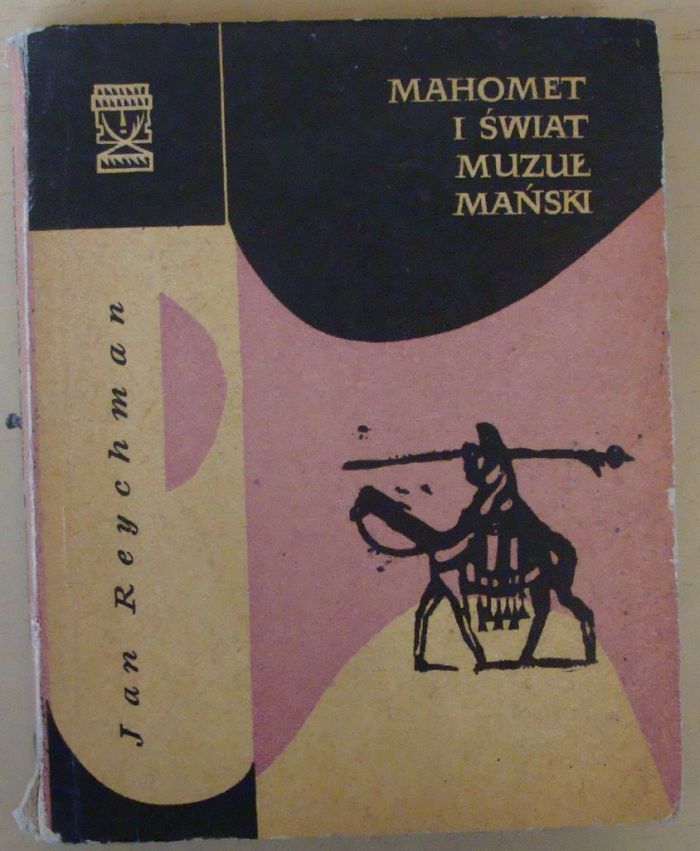 MAHOMET
I ŚWIAT
MUZUŁ
MAŃSKI
Jan Reychman